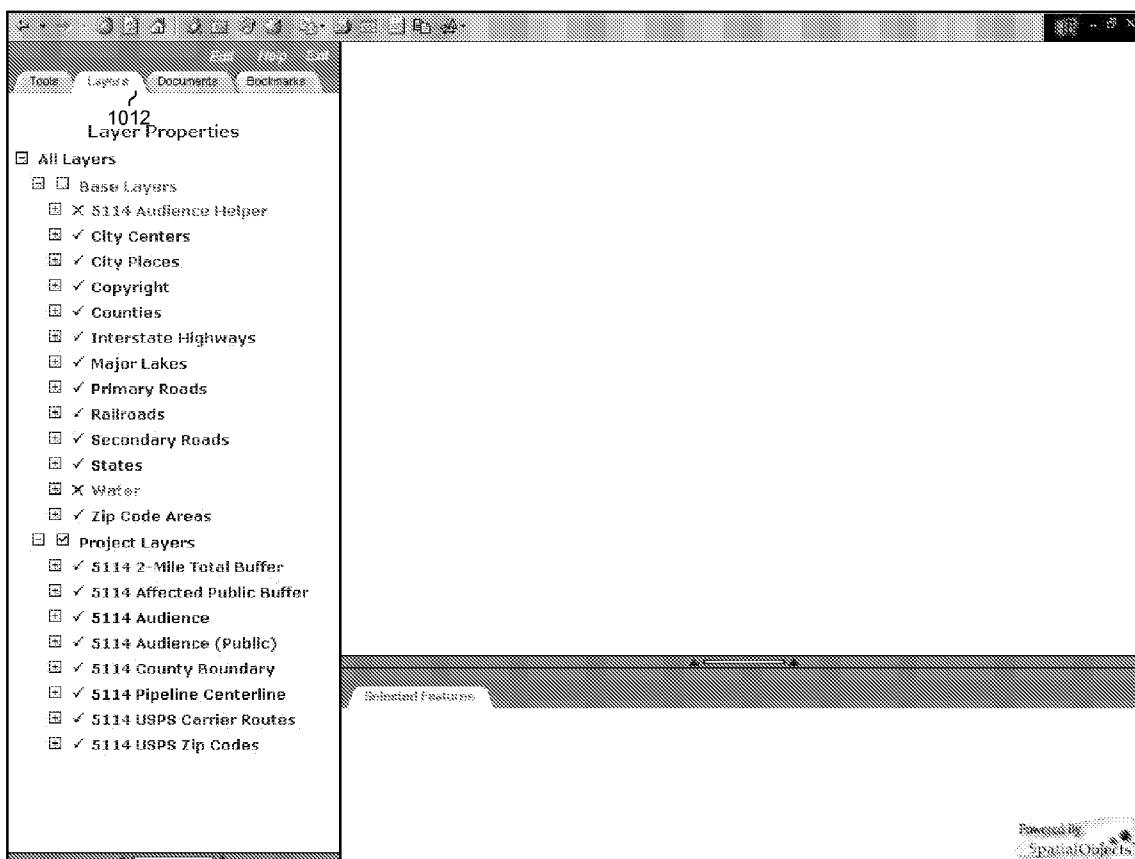 Help Exit
Tools Layers Documents Bookmarks
1012
Layer Properties
All Layers
Base Layers
5114 Audience Helper
City Centers
City Places
Copyright
Counties
Interstate Highways
Major Lakes
Primary Roads
Railroads
Secondary Roads
States
Water
Zip Code Areas
Project Layers
5114 2-Mile Total Buffer
5114 Affected Public Buffer
5114 Audience
5114 Audience (Public)
5114 County Boundary
5114 Pipeline Centerline
5114 USPS Carrier Routes
5114 USPS Zip Codes
Selected Features
Powered By
SpatialObjects